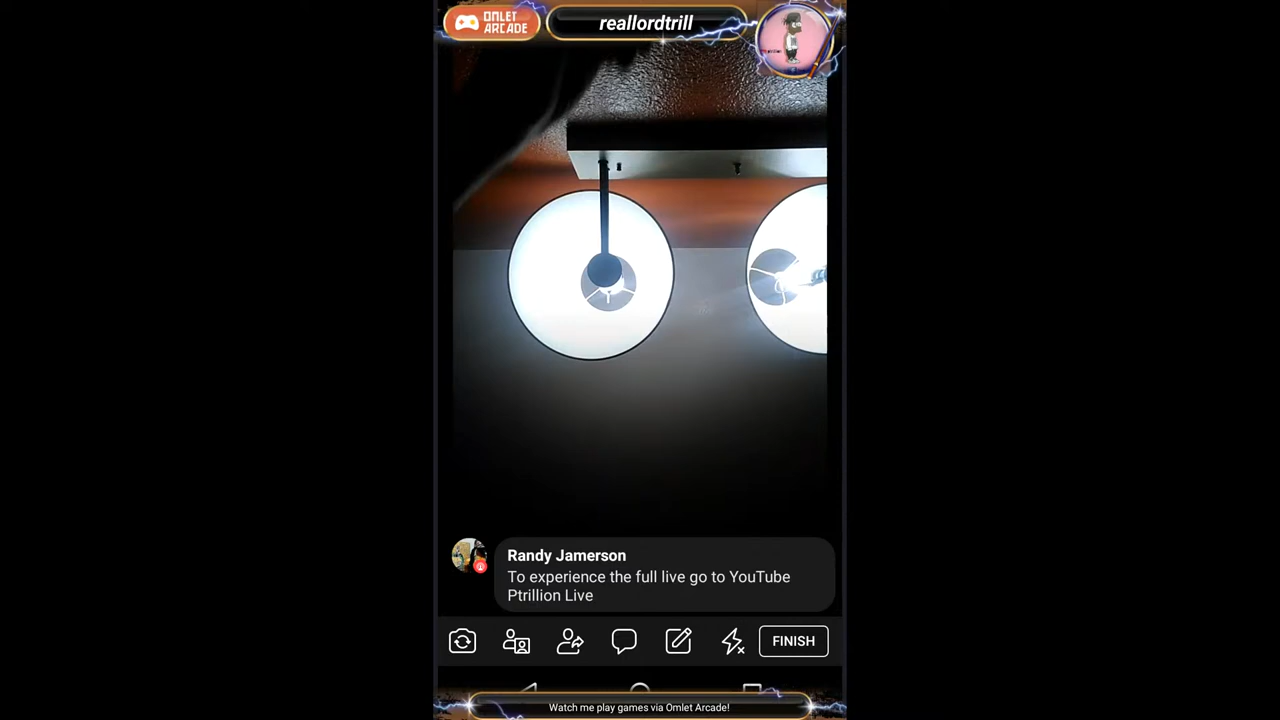 OMLET
ARCADE
reallordtrill
Randy Jamerson
To experience the full live go to YouTube
Ptrillion Live
FINISH
Watch me play games via Omlet Arcade!